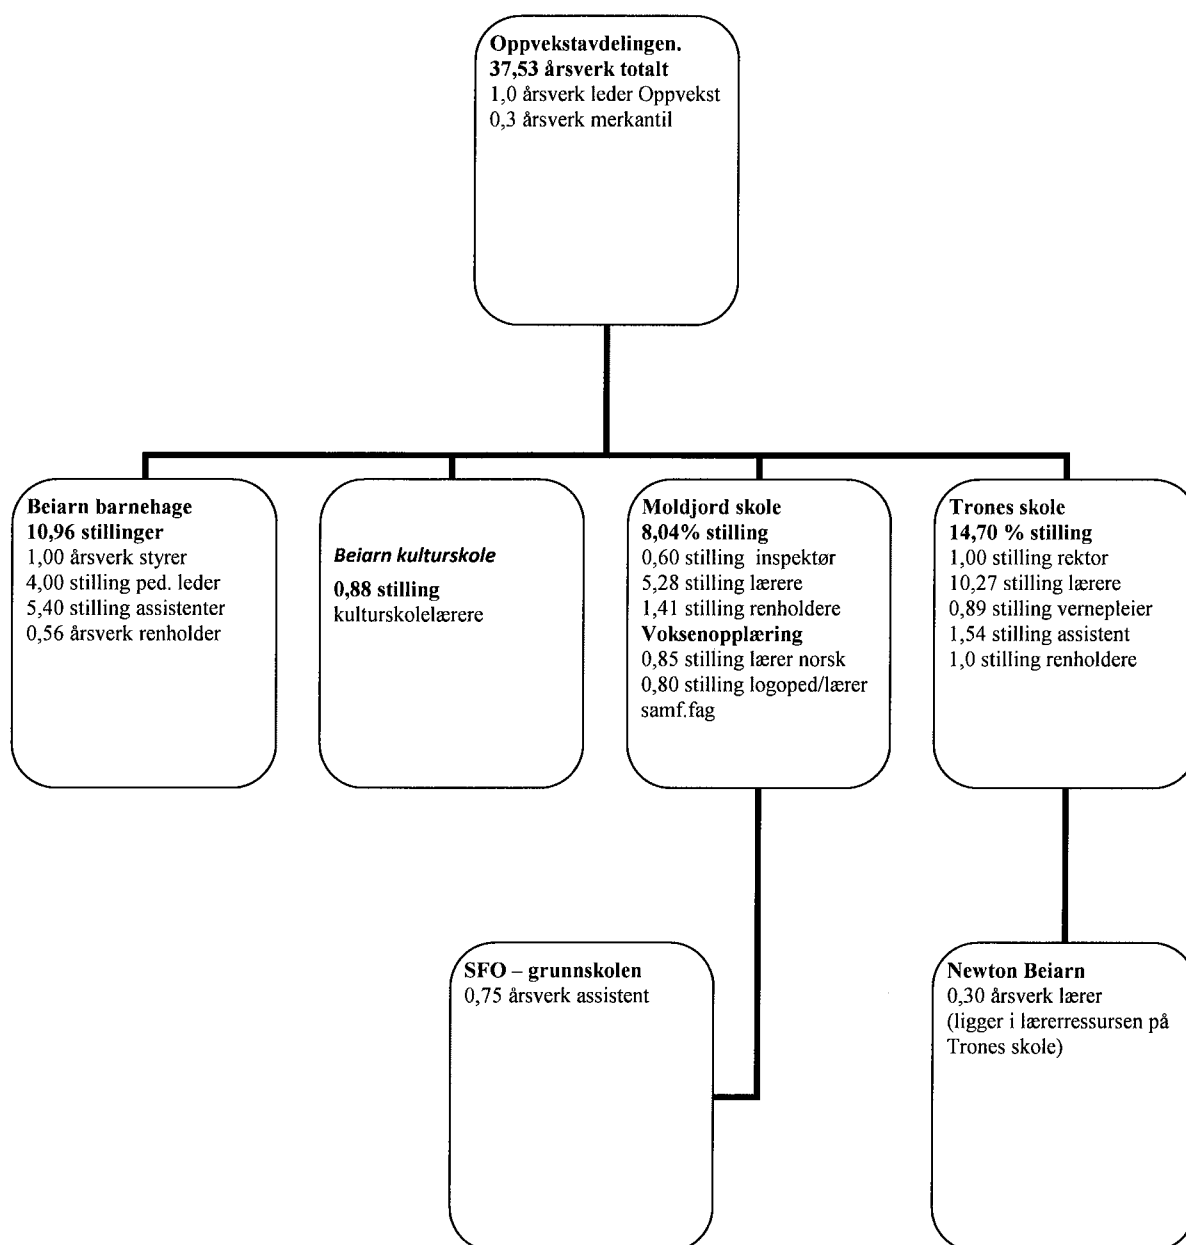 Oppvekstavdelingen.
37,53 årsverk totalt
1,0 årsverk leder Oppvekst
0,3 årsverk merkantil
Beiarn barnehage
10,96 stillinger
1,00 årsverk styrer
4,00 stilling ped. leder
5,40 stilling assistenter
0,56 årsverk renholder
Beiarn kulturskole
0,88 stilling
kulturskolelærere
Moldjord skole
8,04% stilling
0,60 stilling inspektør
5,28 stilling lærere
1,41 stilling renholdere
Voksenopplæring
0,85 stilling lærer norsk
0,80 stilling logoped/lærer
samf.fag
Trones skole
14,70 % stilling
1,00 stilling rektor
10,27 stilling lærere
0,89 stilling vernepleier
1,54 stilling assistent
1,0 stilling renholdere
SFO – grunnskolen
0,75 årsverk assistent
Newton Beiarn
0,30 årsverk lærer
(ligger i lærerressursen på
Trones skole)